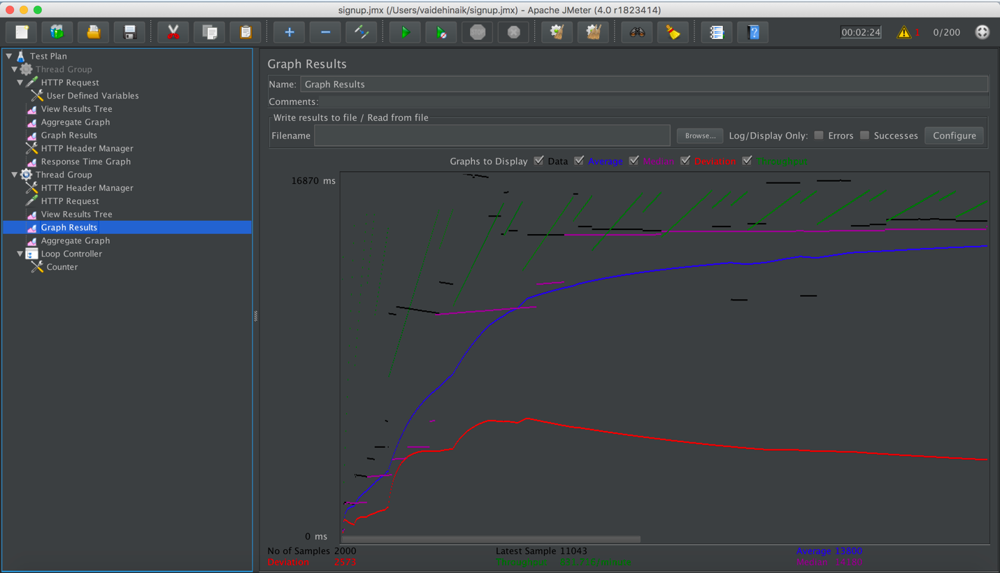 signup.jmx (/Users/vaidehinaik/signup.jmx) - Apache JMeter (4.0 r1823414)
STOP 00:02:24 1 0/200
Test Plan
Thread Group
HTTP Request
User Defined Variables
View Results Tree
Aggregate Graph
Graph Results
HTTP Header Manager
Response Time Graph
Thread Group
HTTP Header Manager
HTTP Request
View Results Tree
Graph Results
Aggregate Graph
Loop Controller
Counter
Graph Results
Name: Graph Results
Comments:
Write results to file / Read from file
Filename Browse... Log/Display Only: Errors Successes Configure
Graphs to Display Data Average Median Deviation Throughput
16870 ms
0 ms
No of Samples 2000 Latest Sample 11043 Average 13800
Deviation Throughput Median